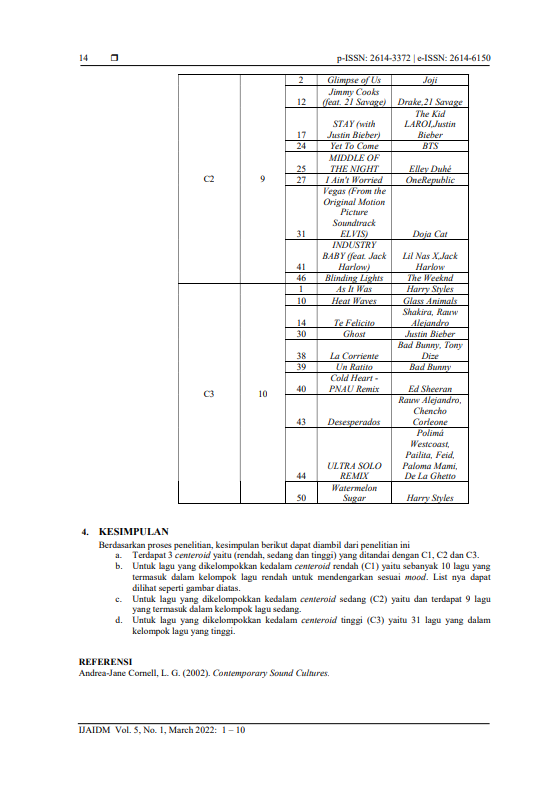 14 ❒ p-ISSN: 2614-3372 | e-ISSN: 2614-6150
C2 9
2 Glimpse of Us Joji
Jimmy Cooks
12 (feat. 21 Savage) Drake,21 Savage
The Kid
STAY (with LAROI,Justin
17 Justin Bieber) Bieber
24 Yet To Come BTS
MIDDLE OF
25 THE NIGHT Elley Duhé
27 I Ain't Worried OneRepublic
Vegas (From the
Original Motion
Picture
Soundtrack
31 ELVIS) Doja Cat
INDUSTRY
BABY (feat. Jack Lil Nas X,Jack
41 Harlow) Harlow
46 Blinding Lights The Weeknd
C3 10
1 As It Was Harry Styles
10 Heat Waves Glass Animals
Shakira, Rauw
14 Te Felicito Alejandro
30 Ghost Justin Bieber
Bad Bunny, Tony
38 La Corriente Dize
39 Un Ratito Bad Bunny
Cold Heart -
40 PNAU Remix Ed Sheeran
Rauw Alejandro,
Chencho
43 Desesperados Corleone
Polimá
Westcoast,
Pailita, Feid,
ULTRA SOLO Paloma Mami,
44 REMIX De La Ghetto
Watermelon
50 Sugar Harry Styles
4. KESIMPULAN
Berdasarkan proses penelitian, kesimpulan berikut dapat diambil dari penelitian ini
a. Terdapat 3 centeroid yaitu (rendah, sedang dan tinggi) yang ditandai dengan C1, C2 dan C3.
b. Untuk lagu yang dikelompokkan kedalam centeroid rendah (C1) yaitu sebanyak 10 lagu yang
termasuk dalam kelompok lagu rendah untuk mendengarkan sesuai mood. List nya dapat
dilihat seperti gambar diatas.
c. Untuk lagu yang dikelompokkan kedalam centeroid sedang (C2) yaitu dan terdapat 9 lagu
yang termasuk dalam kelompok lagu sedang.
d. Untuk lagu yang dikelompokkan kedalam centeroid tinggi (C3) yaitu 31 lagu yang dalam
kelompok lagu yang tinggi.
REFERENSI
Andrea-Jane Cornell, L. G. (2002). Contemporary Sound Cultures.
IJAIDM Vol. 5, No. 1, March 2022: 1 – 10